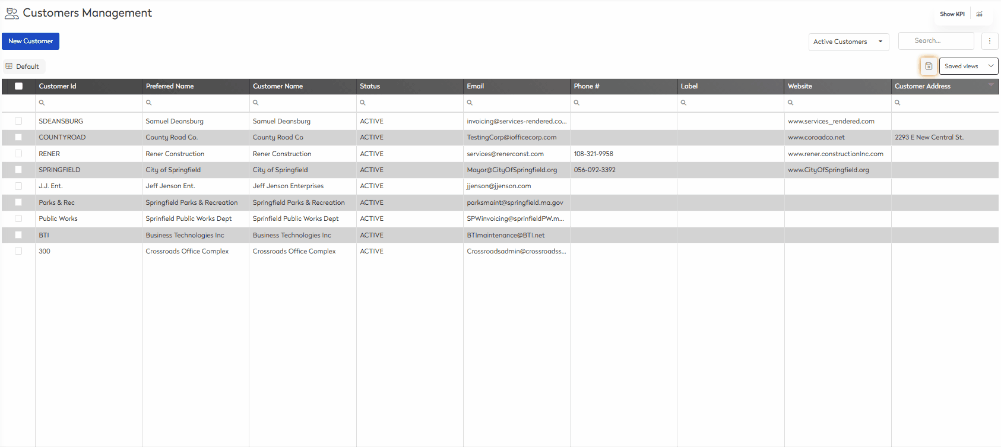 Customers Management
Show KPI
New Customer
Active Customers
Search...
Default
Saved views
Customer Id Preferred Name Customer Name Status Email Phone # Label Website Customer Address
SDEANSBURG Samuel Deansburg Samuel Deansburg ACTIVE invoicing@services-rendered.co... www.services_rendered.com
COUNTYROAD County Road Co. County Road Co ACTIVE TestingCorp@iofficecorp.com www.coroadco.net 2293 E New Central St.
RENER Rener Construction Rener Construction ACTIVE services@renerconst.com 108-321-9958 www.rener.constructionInc.com
SPRINGFIELD City of Springfield City of Springfield ACTIVE Mayor@CityOfSpringfield.org 056-092-3392 www.CityOfSpringfield.org
J.J. Ent. Jeff Jenson Ent. Jeff Jenson Enterprises ACTIVE jjenson@jjenson.com
Parks & Rec Springfield Parks & Recreation Springfield Parks & Recreation ACTIVE parksmaint@springfield.ma.gov
Public Works Sprinfield Public Works Dept Sprinfield Public Works Dept ACTIVE SPWinvoicing@sprinfieldPW.m...
BTI Business Technologies Inc Business Technologies Inc ACTIVE BTImaintenance@BTI.net
300 Crossroads Office Complex Crossroads Office Complex ACTIVE Crossroadsadmin@crossroadss...